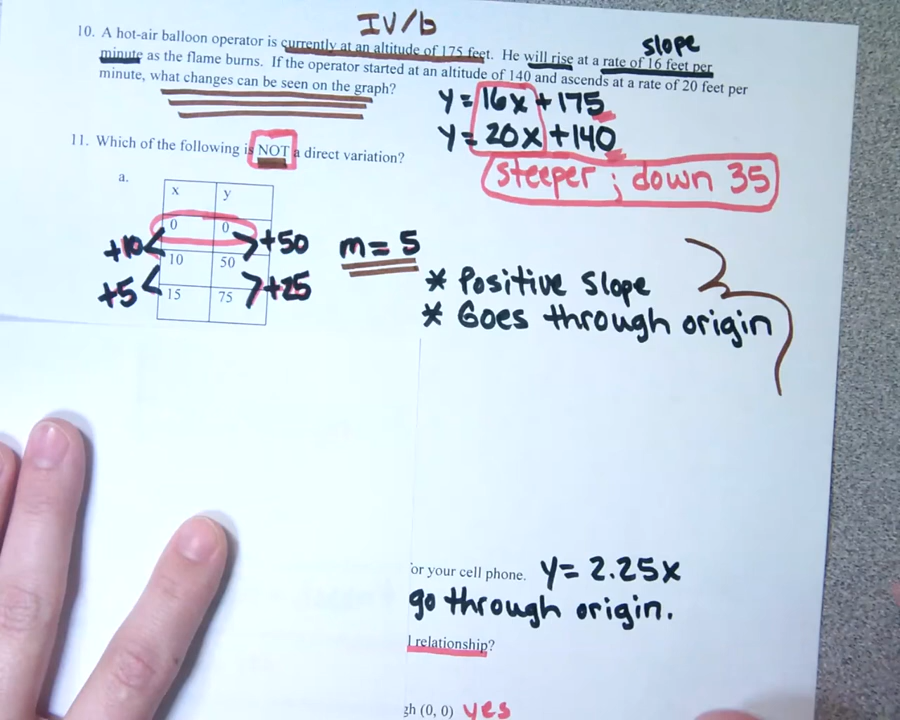 IV/b
10. A hot-air balloon operator is currently at an altitude of 175 feet. He will rise at a rate of 16 feet per
slope
minute as the flame burns. If the operator started at an altitude of 140 and ascends at a rate of 20 feet per
minute, what changes can be seen on the graph?
y=16x+175
y=20x+140
steeper ; down 35
11. Which of the following is NOT a direct variation?
a.
x y
0 0
+10 +50
10 50
+5 +25
15 75
m=5
* Positive Slope
* Goes through origin
or your cell phone. y=2.25x
go through origin.
l relationship?
gh (0, 0) yes